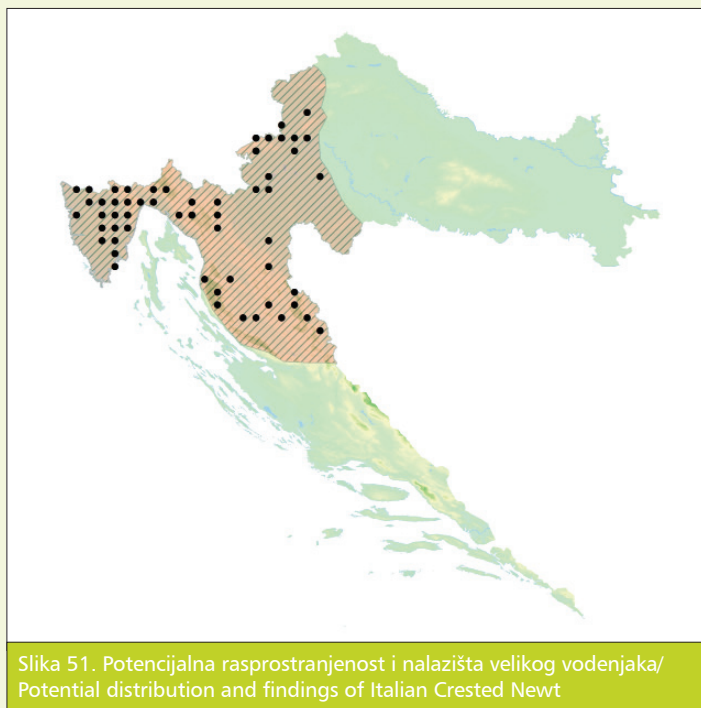 Slika 51. Potencijalna rasprostranjenost i nalazišta velikog vodenjaka/
Potential distribution and findings of Italian Crested Newt